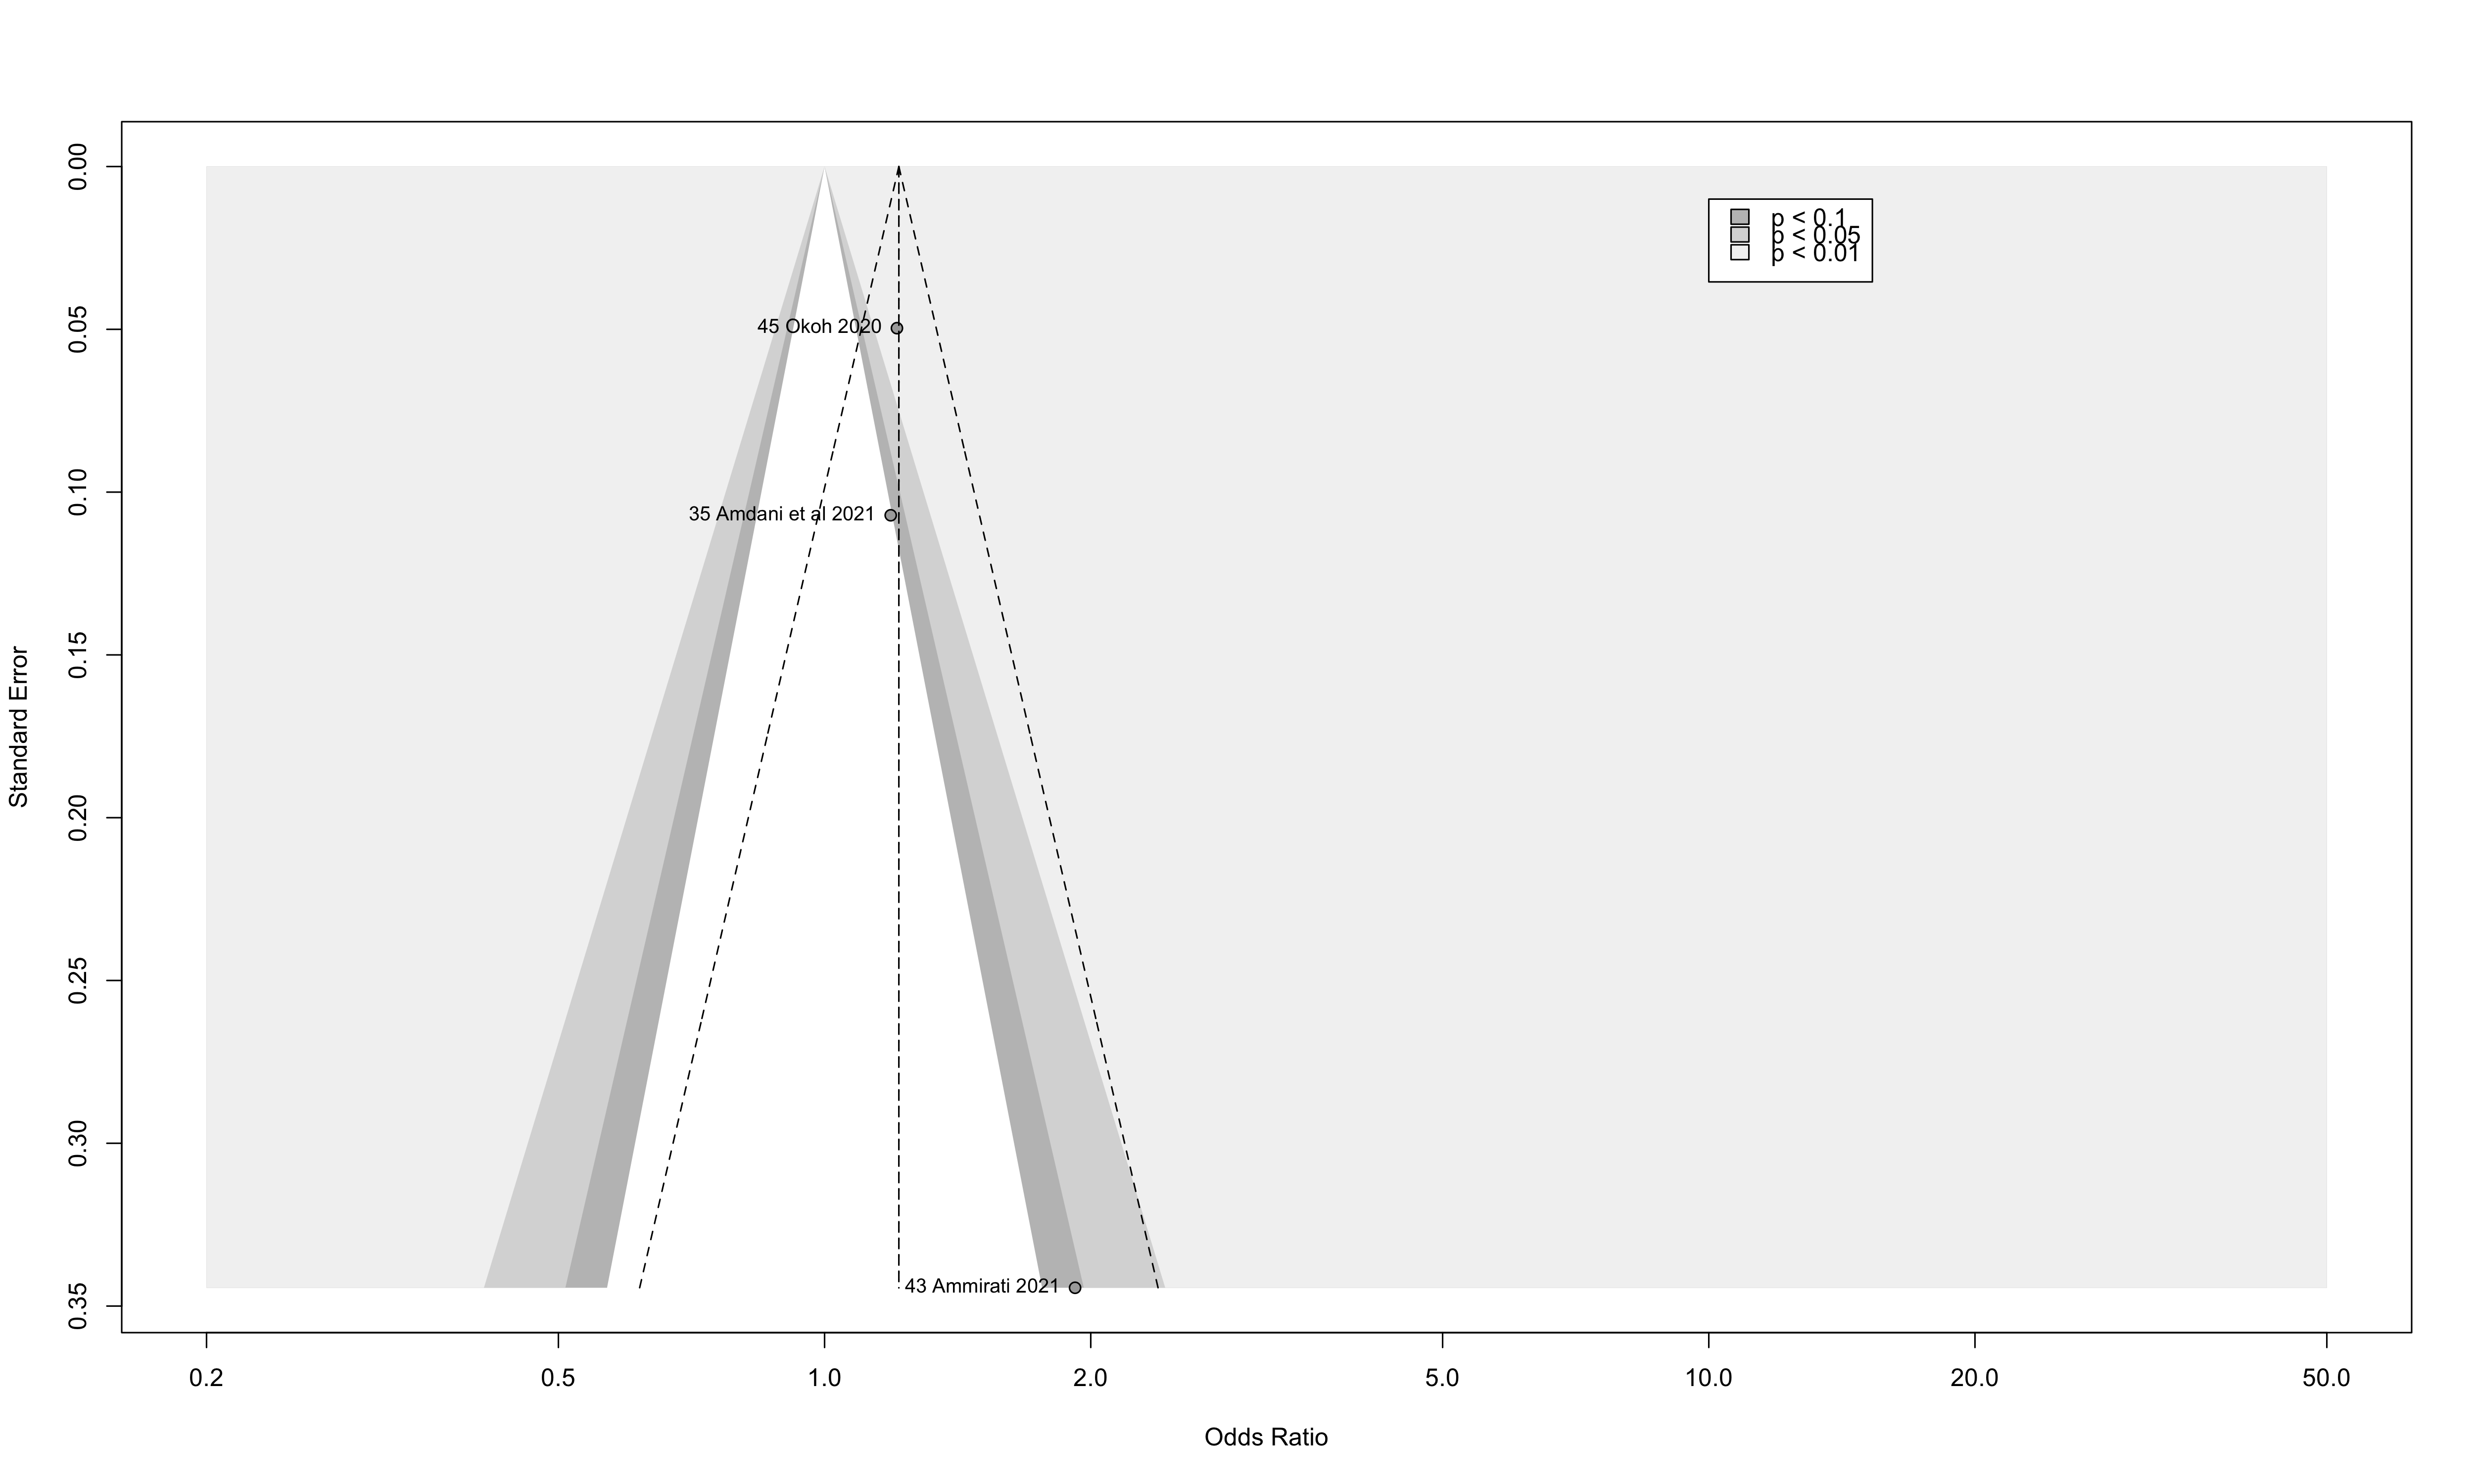 0.00
0.05
0.10
0.15
0.20
0.25
0.30
0.35
Standard Error
p < 0.1
p < 0.05
p < 0.01
45 Okoh 2020
35 Amdani et al 2021
43 Ammirati 2021
0.2
0.5
1.0
2.0
5.0
10.0
20.0
50.0
Odds Ratio